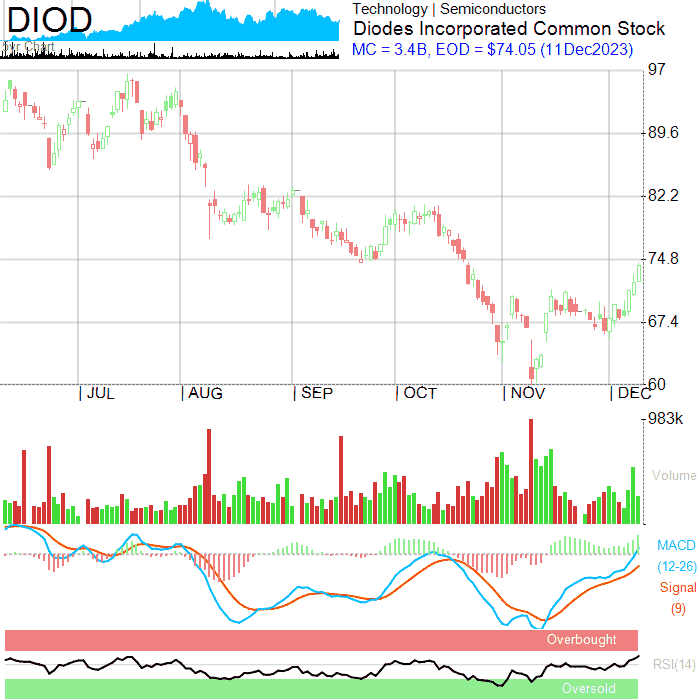 DIOD
5yr Chart
Technology | Semiconductors
Diodes Incorporated Common Stock
MC = 3.4B, EOD = $74.05 (11Dec2023)
97
89.6
82.2
74.8
67.4
60
JUL AUG SEP OCT NOV DEC
983k
Volume
MACD
(12-26)
Signal
(9)
Overbought
RSI(14)
Oversold